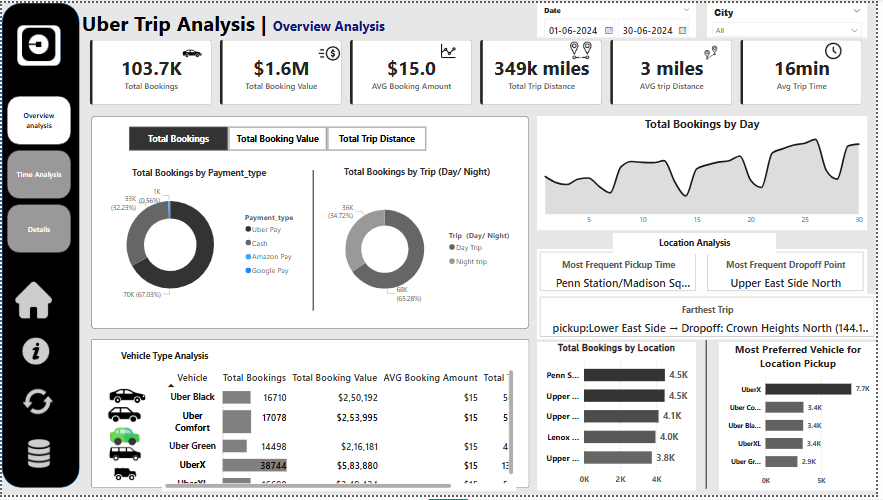 Uber Trip Analysis | Overview Analysis
Date
01-06-2024 30-06-2024
City
All
103.7K
Total Bookings
$1.6M
Total Booking Value
$15.0
AVG Booking Amount
349k miles
Total Trip Distance
3 miles
AVG trip Distance
16min
Avg Trip Time
Overview analysis
Time Analysis
Details
Total Bookings Total Booking Value Total Trip Distance
Total Bookings by Payment_type
1K
(0.56%)
33K
(32.23%)
70K (67.03%)
Payment_type
Uber Pay
Cash
Amazon Pay
Google Pay
Total Bookings by Trip (Day/ Night)
36K
(34.72%)
68K
(65.28%)
Trip (Day/ Night)
Day Trip
Night trip
Total Bookings by Day
5 10 15 20 25 30
Location Analysis
Most Frequent Pickup Time
Penn Station/Madison Sq...
Most Frequent Dropoff Point
Upper East Side North
Farthest Trip
pickup:Lower East Side → Dropoff: Crown Heights North (144.1..
Vehicle Type Analysis
Vehicle Total Bookings Total Booking Value AVG Booking Amount Total
Uber Black 16710 $2,50,192 $15 5
Uber Comfort 17078 $2,53,995 $15 5
Uber Green 14498 $2,16,181 $15 4
UberX 38744 $5,83,880 $15 13
UberXL $15
Total Bookings by Location
Penn S... 4.5K
Upper ... 4.5K
Upper ... 4.1K
Lenox ... 4.0K
Upper ... 3.8K
0K 2K 4K
Most Preferred Vehicle for Location Pickup
UberX 7.7K
Uber Co... 3.4K
Uber Bla... 3.4K
UberXL 3.4K
Uber Gr... 2.9K
0K 5K